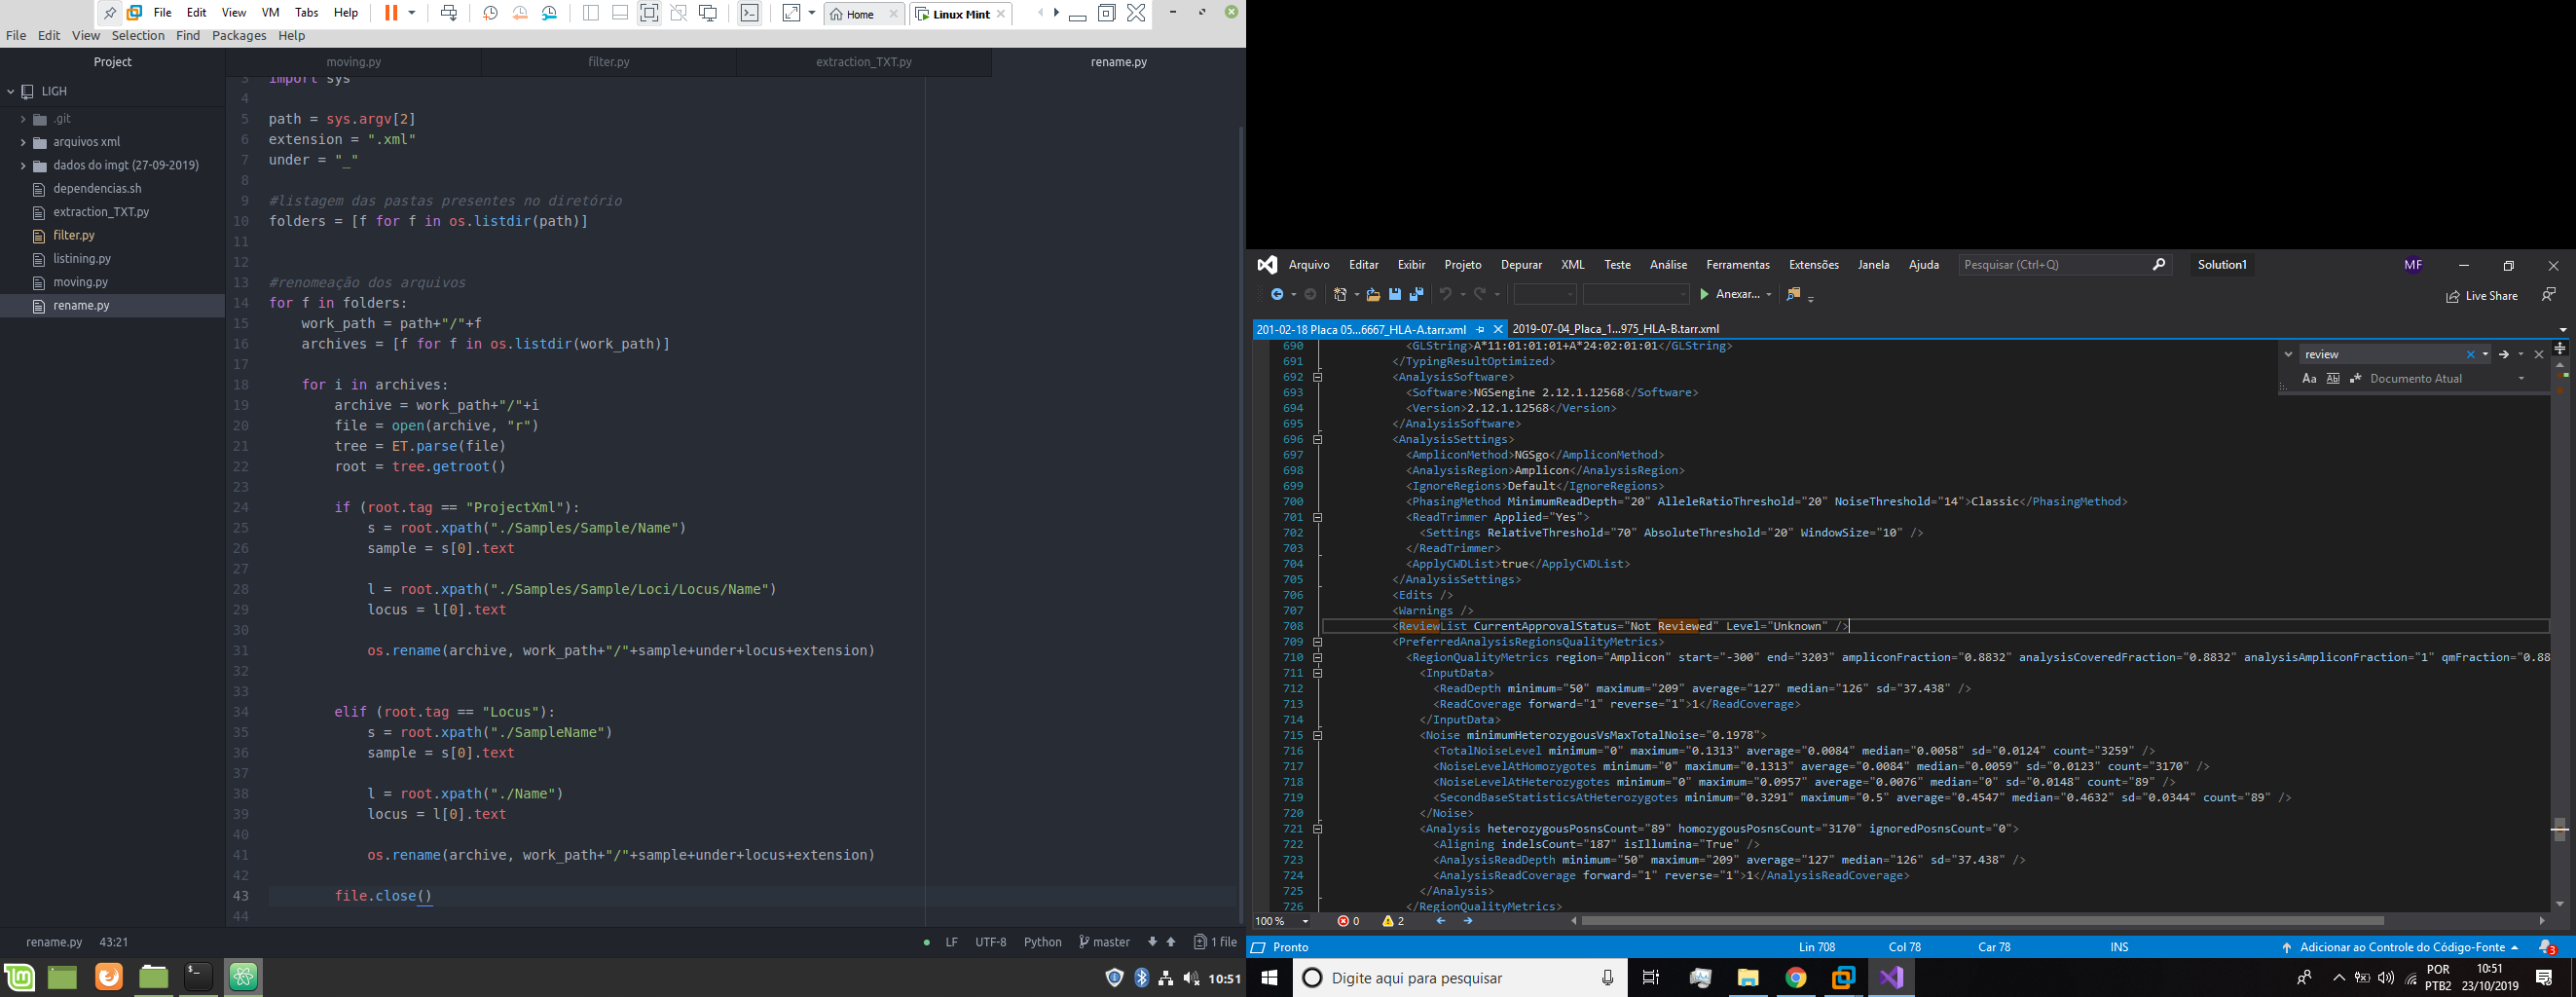 File Edit View VM Tabs Help Home Linux Mint
File Edit View Selection Find Packages Help
Project
LIGH
.git
arquivos xml
dados do imgt (27-09-2019)
dependencias.sh
extraction_TXT.py
filter.py
listining.py
moving.py
rename.py
moving.py filter.py extraction_TXT.py rename.py
3 import sys
4
5 path = sys.argv[2]
6 extension = ".xml"
7 under = "_"
8
9 #listagem das pastas presentes no diretório
10 folders = [f for f in os.listdir(path)]
11
12
13 #renomeação dos arquivos
14 for f in folders:
15 work_path = path+"/"+f
16 archives = [f for f in os.listdir(work_path)]
17
18 for i in archives:
19 archive = work_path+"/"+i
20 file = open(archive, "r")
21 tree = ET.parse(file)
22 root = tree.getroot()
23
24 if (root.tag == "ProjectXml"):
25 s = root.xpath("./Samples/Sample/Name")
26 sample = s[0].text
27
28 l = root.xpath("./Samples/Sample/Loci/Locus/Name")
29 locus = l[0].text
30
31 os.rename(archive, work_path+"/"+sample+under+locus+extension)
32
33
34 elif (root.tag == "Locus"):
35 s = root.xpath("./SampleName")
36 sample = s[0].text
37
38 l = root.xpath("./Name")
39 locus = l[0].text
40
41 os.rename(archive, work_path+"/"+sample+under+locus+extension)
42
43 file.close()
44
rename.py 43:21 LF UTF-8 Python master 1 file
10:51
Arquivo Editar Exibir Projeto Depurar XML Teste Análise Ferramentas Extensões Janela Ajuda Pesquisar (Ctrl+Q) Solution1 MF
Anexar... Live Share
201-02-18 Placa 05...6667_HLA-A.tarr.xml 2019-07-04_Placa_1...975_HLA-B.tarr.xml
review
Aa Ab Documento Atual
690 <GLString>A*11:01:01:01+A*24:02:01:01</GLString>
691 </TypingResultOptimized>
692 <AnalysisSoftware>
693 <Software>NGSengine 2.12.1.12568</Software>
694 <Version>2.12.1.12568</Version>
695 </AnalysisSoftware>
696 <AnalysisSettings>
697 <AmpliconMethod>NGSgo</AmpliconMethod>
698 <AnalysisRegion>Amplicon</AnalysisRegion>
699 <IgnoreRegions>Default</IgnoreRegions>
700 <PhasingMethod MinimumReadDepth="20" AlleleRatioThreshold="20" NoiseThreshold="14">Classic</PhasingMethod>
701 <ReadTrimmer Applied="Yes">
702 <Settings RelativeThreshold="70" AbsoluteThreshold="20" WindowSize="10" />
703 </ReadTrimmer>
704 <ApplyCWDList>true</ApplyCWDList>
705 </AnalysisSettings>
706 <Edits />
707 <Warnings />
708 <ReviewList CurrentApprovalStatus="Not Reviewed" Level="Unknown" />
709 <PreferredAnalysisRegionsQualityMetrics>
710 <RegionQualityMetrics region="Amplicon" start="-300" end="3203" ampliconFraction="0.8832" analysisCoveredFraction="0.8832" analysisAmpliconFraction="1" qmFraction="0.88
711 <InputData>
712 <ReadDepth minimum="50" maximum="209" average="127" median="126" sd="37.438" />
713 <ReadCoverage forward="1" reverse="1">1</ReadCoverage>
714 </InputData>
715 <Noise minimumHeterozygousVsMaxTotalNoise="0.1978">
716 <TotalNoiseLevel minimum="0" maximum="0.1313" average="0.0084" median="0.0058" sd="0.0124" count="3259" />
717 <NoiseLevelAtHomozygotes minimum="0" maximum="0.1313" average="0.0084" median="0.0059" sd="0.0123" count="3170" />
718 <NoiseLevelAtHeterozygotes minimum="0" maximum="0.0957" average="0.0076" median="0" sd="0.0148" count="89" />
719 <SecondBaseStatisticsAtHeterozygotes minimum="0.3291" maximum="0.5" average="0.4547" median="0.4632" sd="0.0344" count="89" />
720 </Noise>
721 <Analysis heterozygousPosnsCount="89" homozygousPosnsCount="3170" ignoredPosnsCount="0">
722 <Aligning indelsCount="187" isIllumina="True" />
723 <AnalysisReadDepth minimum="50" maximum="209" average="127" median="126" sd="37.438" />
724 <AnalysisReadCoverage forward="1" reverse="1">1</AnalysisReadCoverage>
725 </Analysis>
726 </RegionQualityMetrics>
100 % 0 2
Pronto Lin 708 Col 78 Car 78 INS Adicionar ao Controle do Código-Fonte 3
Digite aqui para pesquisar
POR 10:51
PTB2 23/10/2019